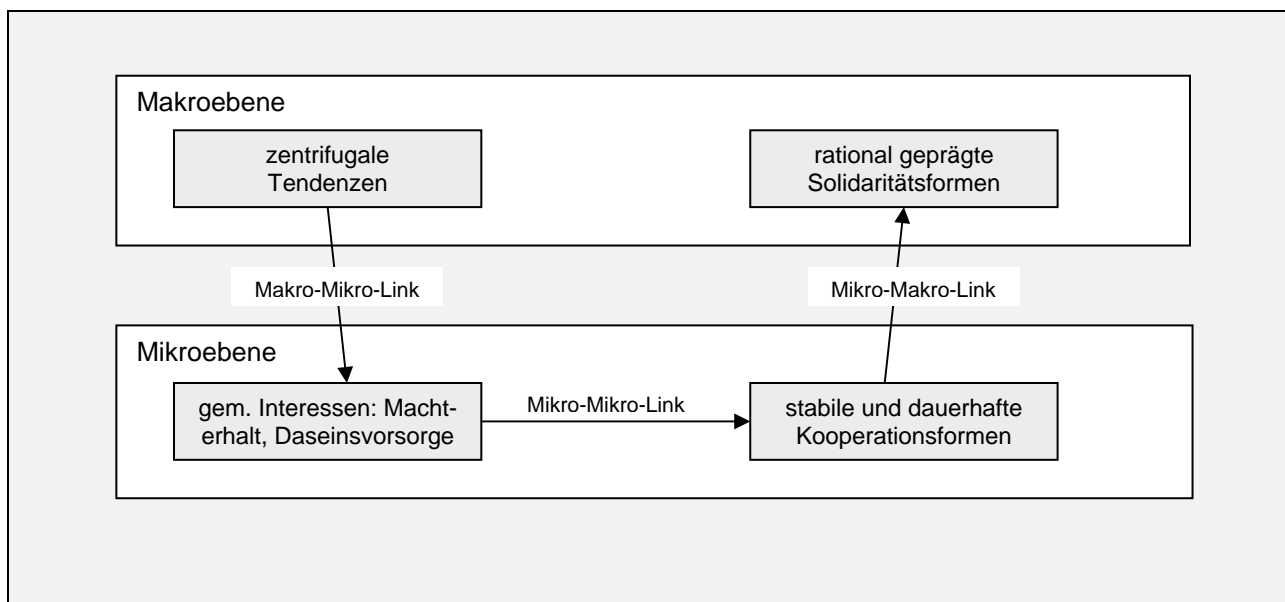 Makroebene
zentrifugale
Tendenzen
rational geprägte
Solidaritätsformen
Makro-Mikro-Link
Mikro-Makro-Link
Mikroebene
gem. Interessen: Macht-
erhalt, Daseinsvorsorge
Mikro-Mikro-Link
stabile und dauerhafte
Kooperationsformen